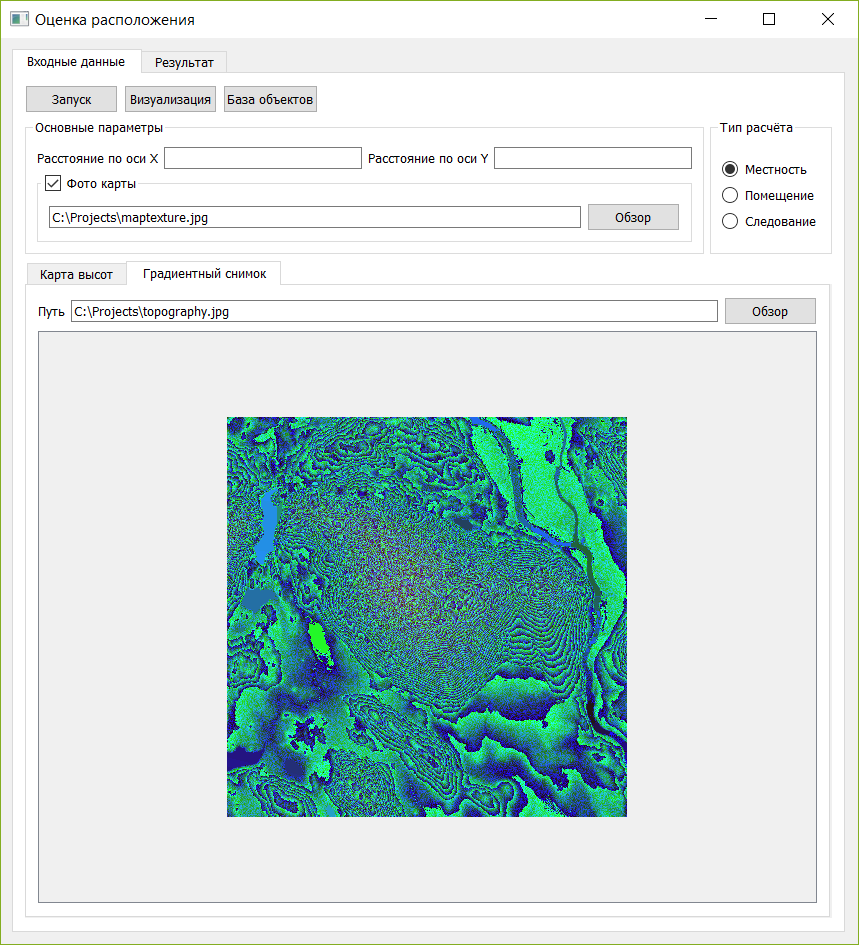 Оценка расположения
Входные данные
Результат
Запуск
Визуализация
База объектов
Основные параметры
Тип расчёта
Расстояние по оси X
Расстояние по оси Y
Местность
Фото карты
Помещение
C:\Projects\maptexture.jpg
Обзор
Следование
Карта высот
Градиентный снимок
Путь
C:\Projects\topography.jpg
Обзор